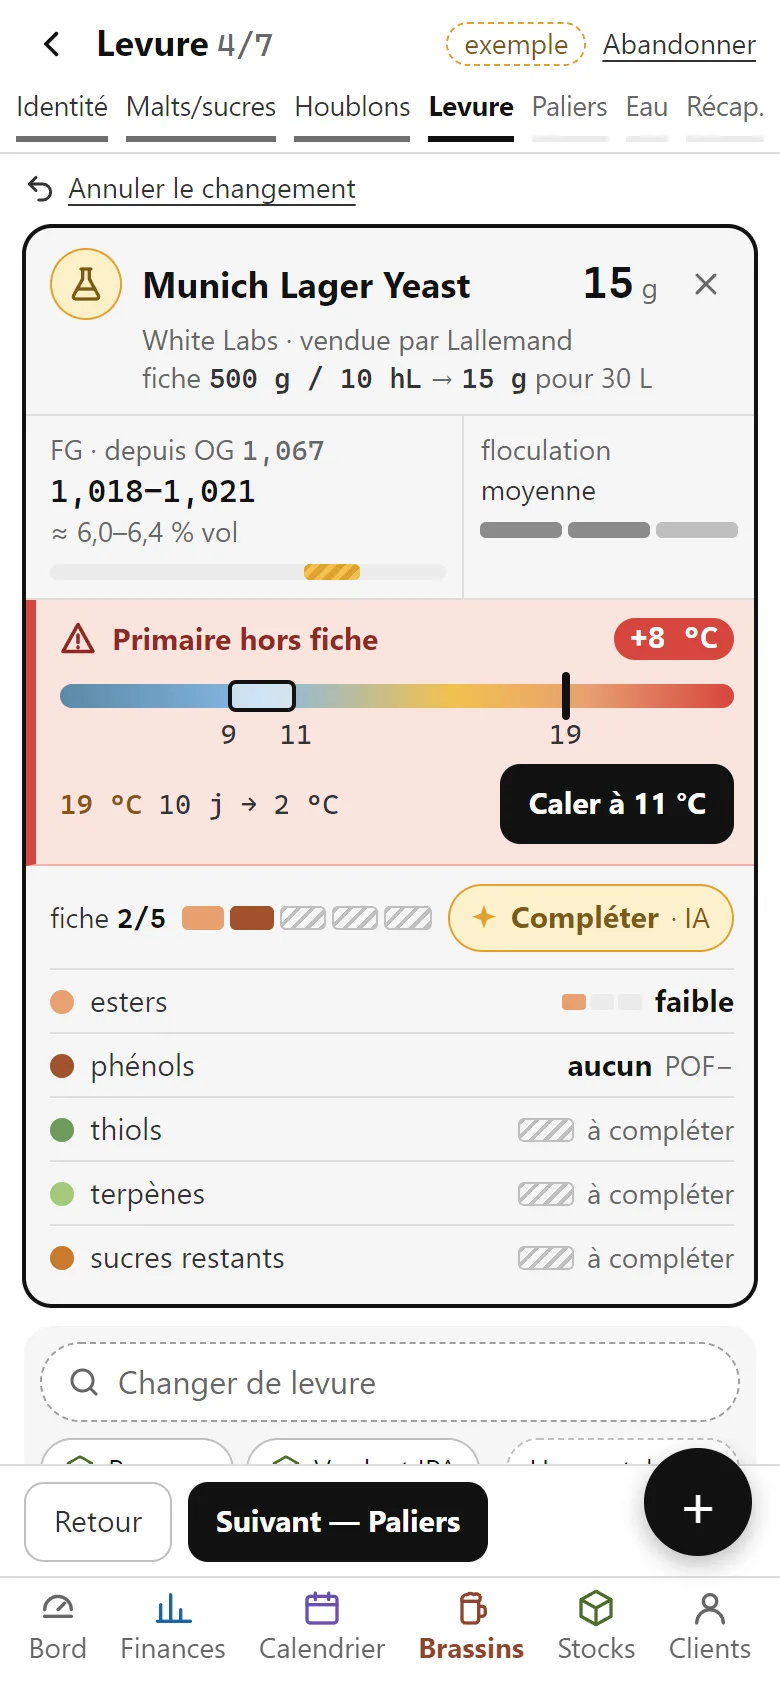 Levure 4/7
exemple
Abandonner
Identité Malts/sucres Houblons Levure Paliers Eau Récap.
Annuler le changement
Munich Lager Yeast
15 g
White Labs · vendue par Lallemand
fiche 500 g / 10 hL → 15 g pour 30 L
FG · depuis OG 1,067
1,018–1,021
≈ 6,0–6,4 % vol
floculation
moyenne
Primaire hors fiche
+8 °C
9 11 19
19 °C 10 j → 2 °C
Caler à 11 °C
fiche 2/5
Compléter · IA
esters
faible
phénols
aucun POF–
thiols
à compléter
terpènes
à compléter
sucres restants
à compléter
Changer de levure
Retour
Suivant — Paliers
+
Bord Finances Calendrier Brassins Stocks Clients